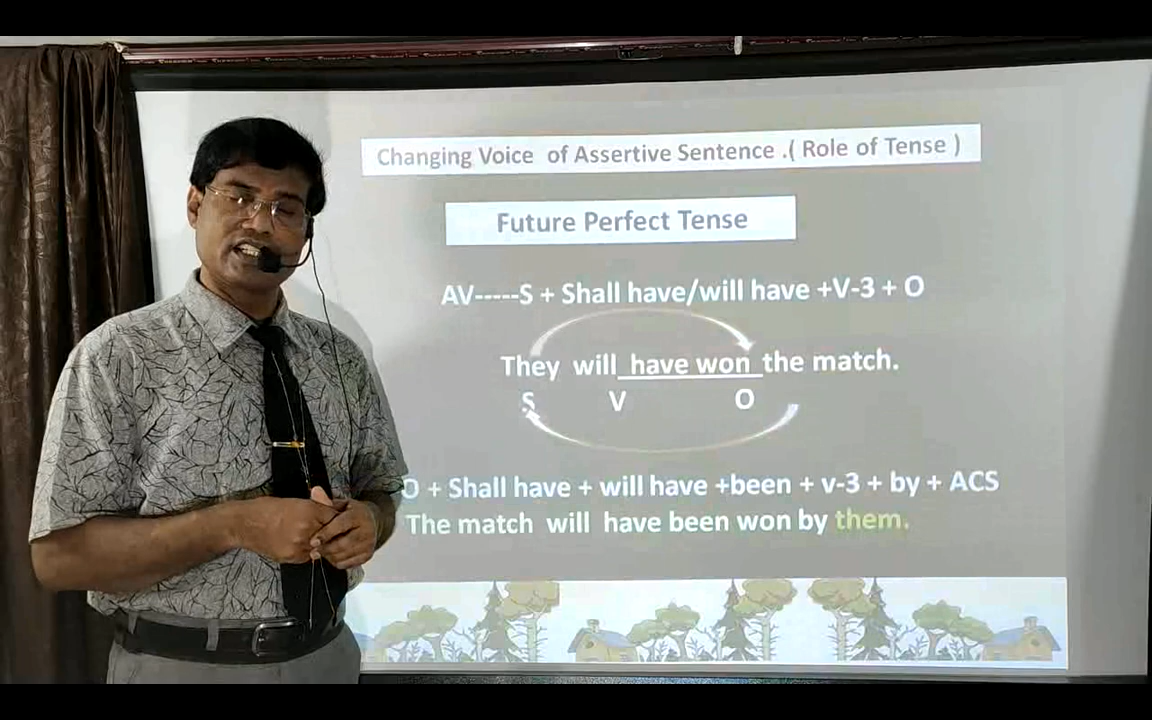 Changing Voice of Assertive Sentence .( Role of Tense )
Future Perfect Tense
AV-----S + Shall have/will have +V-3 + O
They will have won the match.
S V O
O + Shall have + will have +been + v-3 + by + ACS
The match will have been won by them.